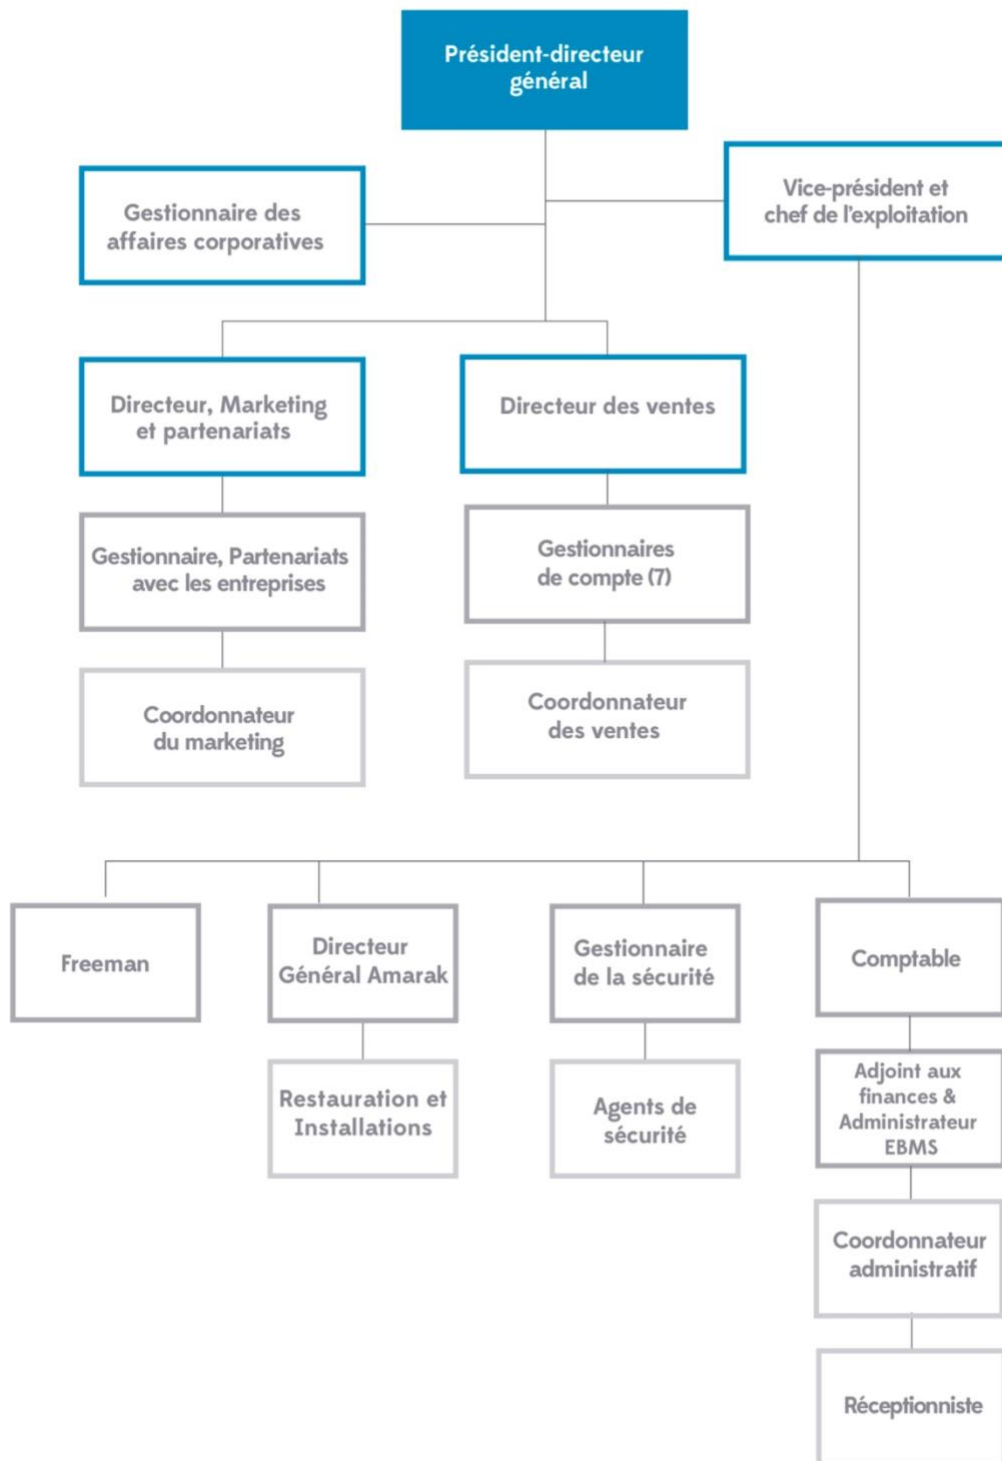 Président-directeur
général
Gestionnaire des
affaires corporatives
Vice-président et
chef de l'exploitation
Directeur, Marketing
et partenariats
Directeur des ventes
Gestionnaire, Partenariats
avec les entreprises
Gestionnaires
de compte (7)
Coordonnateur
du marketing
Coordonnateur
des ventes
Freeman
Directeur
Général Amarak
Gestionnaire
de la sécurité
Comptable
Restauration et
Installations
Agents de
sécurité
Adjoint aux
finances &
Administrateur
EBMS
Coordonnateur
administratif
Réceptionniste